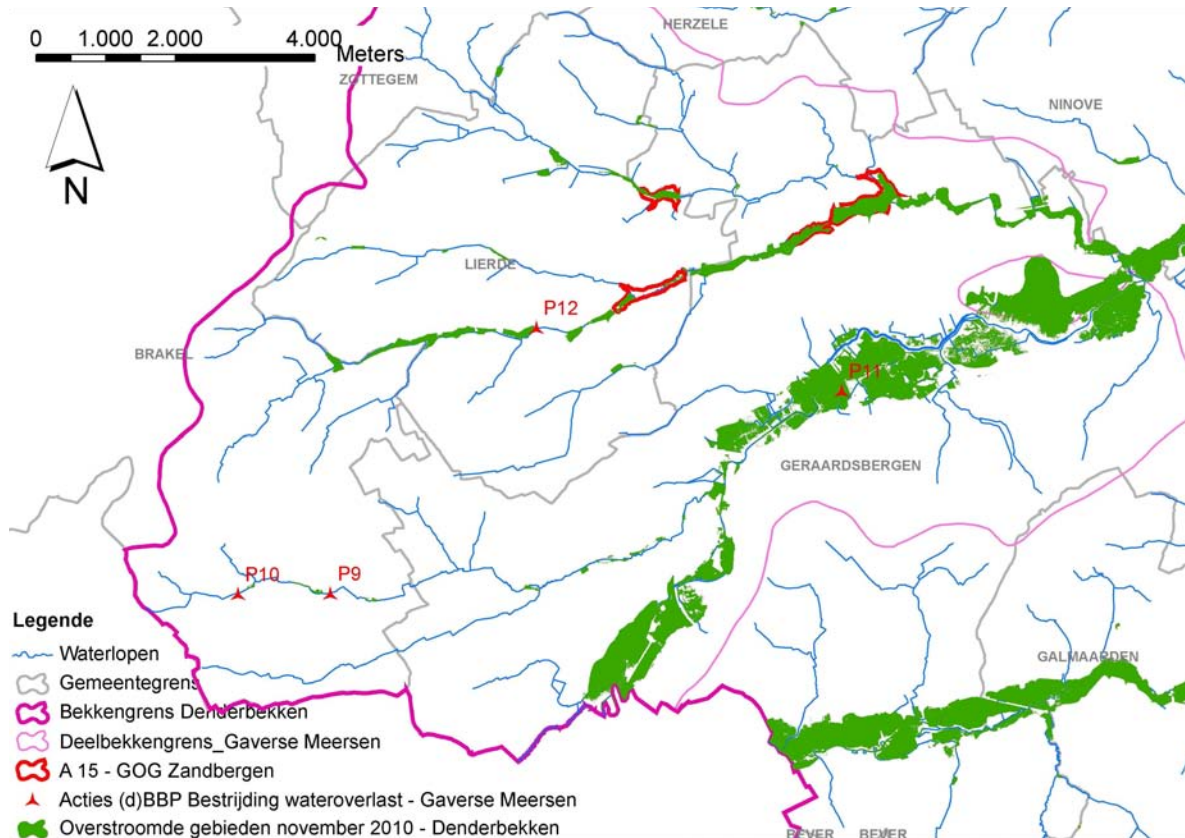 HERZELE
0 1.000 2.000 4.000
Meters
ZOTTEGEM
NINOVE
N
LIERDE
P12
BRAKEL
P11
GERAARDSBERGEN
P10 P9
Legende
Waterlopen
Gemeentegrens
GALMAARDEN
Bekkengrens Denderbekken
Deelbekkengrens_Gaverse Meersen
A 15 - GOG Zandbergen
Acties (d)BBP Bestrijding wateroverlast - Gaverse Meersen
Overstroomde gebieden november 2010 - Denderbekken
BEVER BEVER